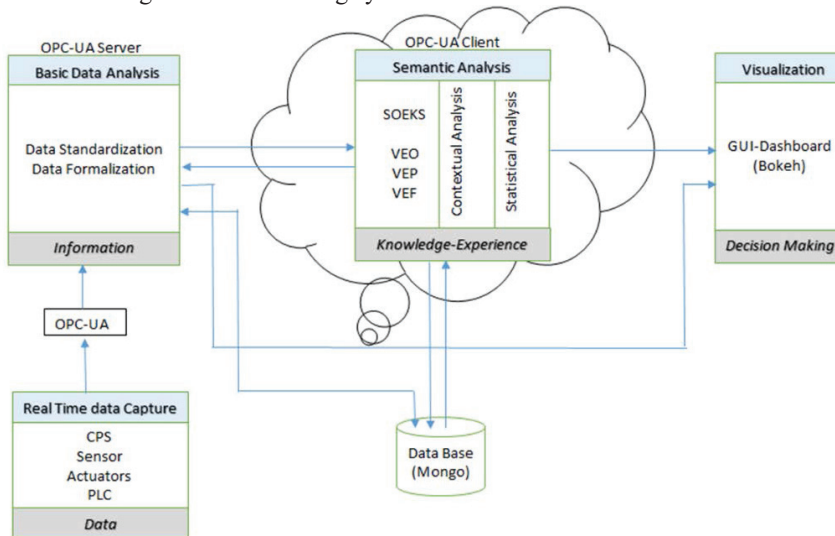 OPC-UA Server
Basic Data Analysis
Data Standardization
Data Formalization
Information
OPC-UA
Real Time data Capture
CPS
Sensor
Actuators
PLC
Data
OPC-UA Client
Semantic Analysis
SOEKS
VEO
VEP
VEF
Contextual Analysis
Statistical Analysis
Knowledge-Experience
Data Base
(Mongo)
Visualization
GUI-Dashboard
(Bokeh)
Decision Making